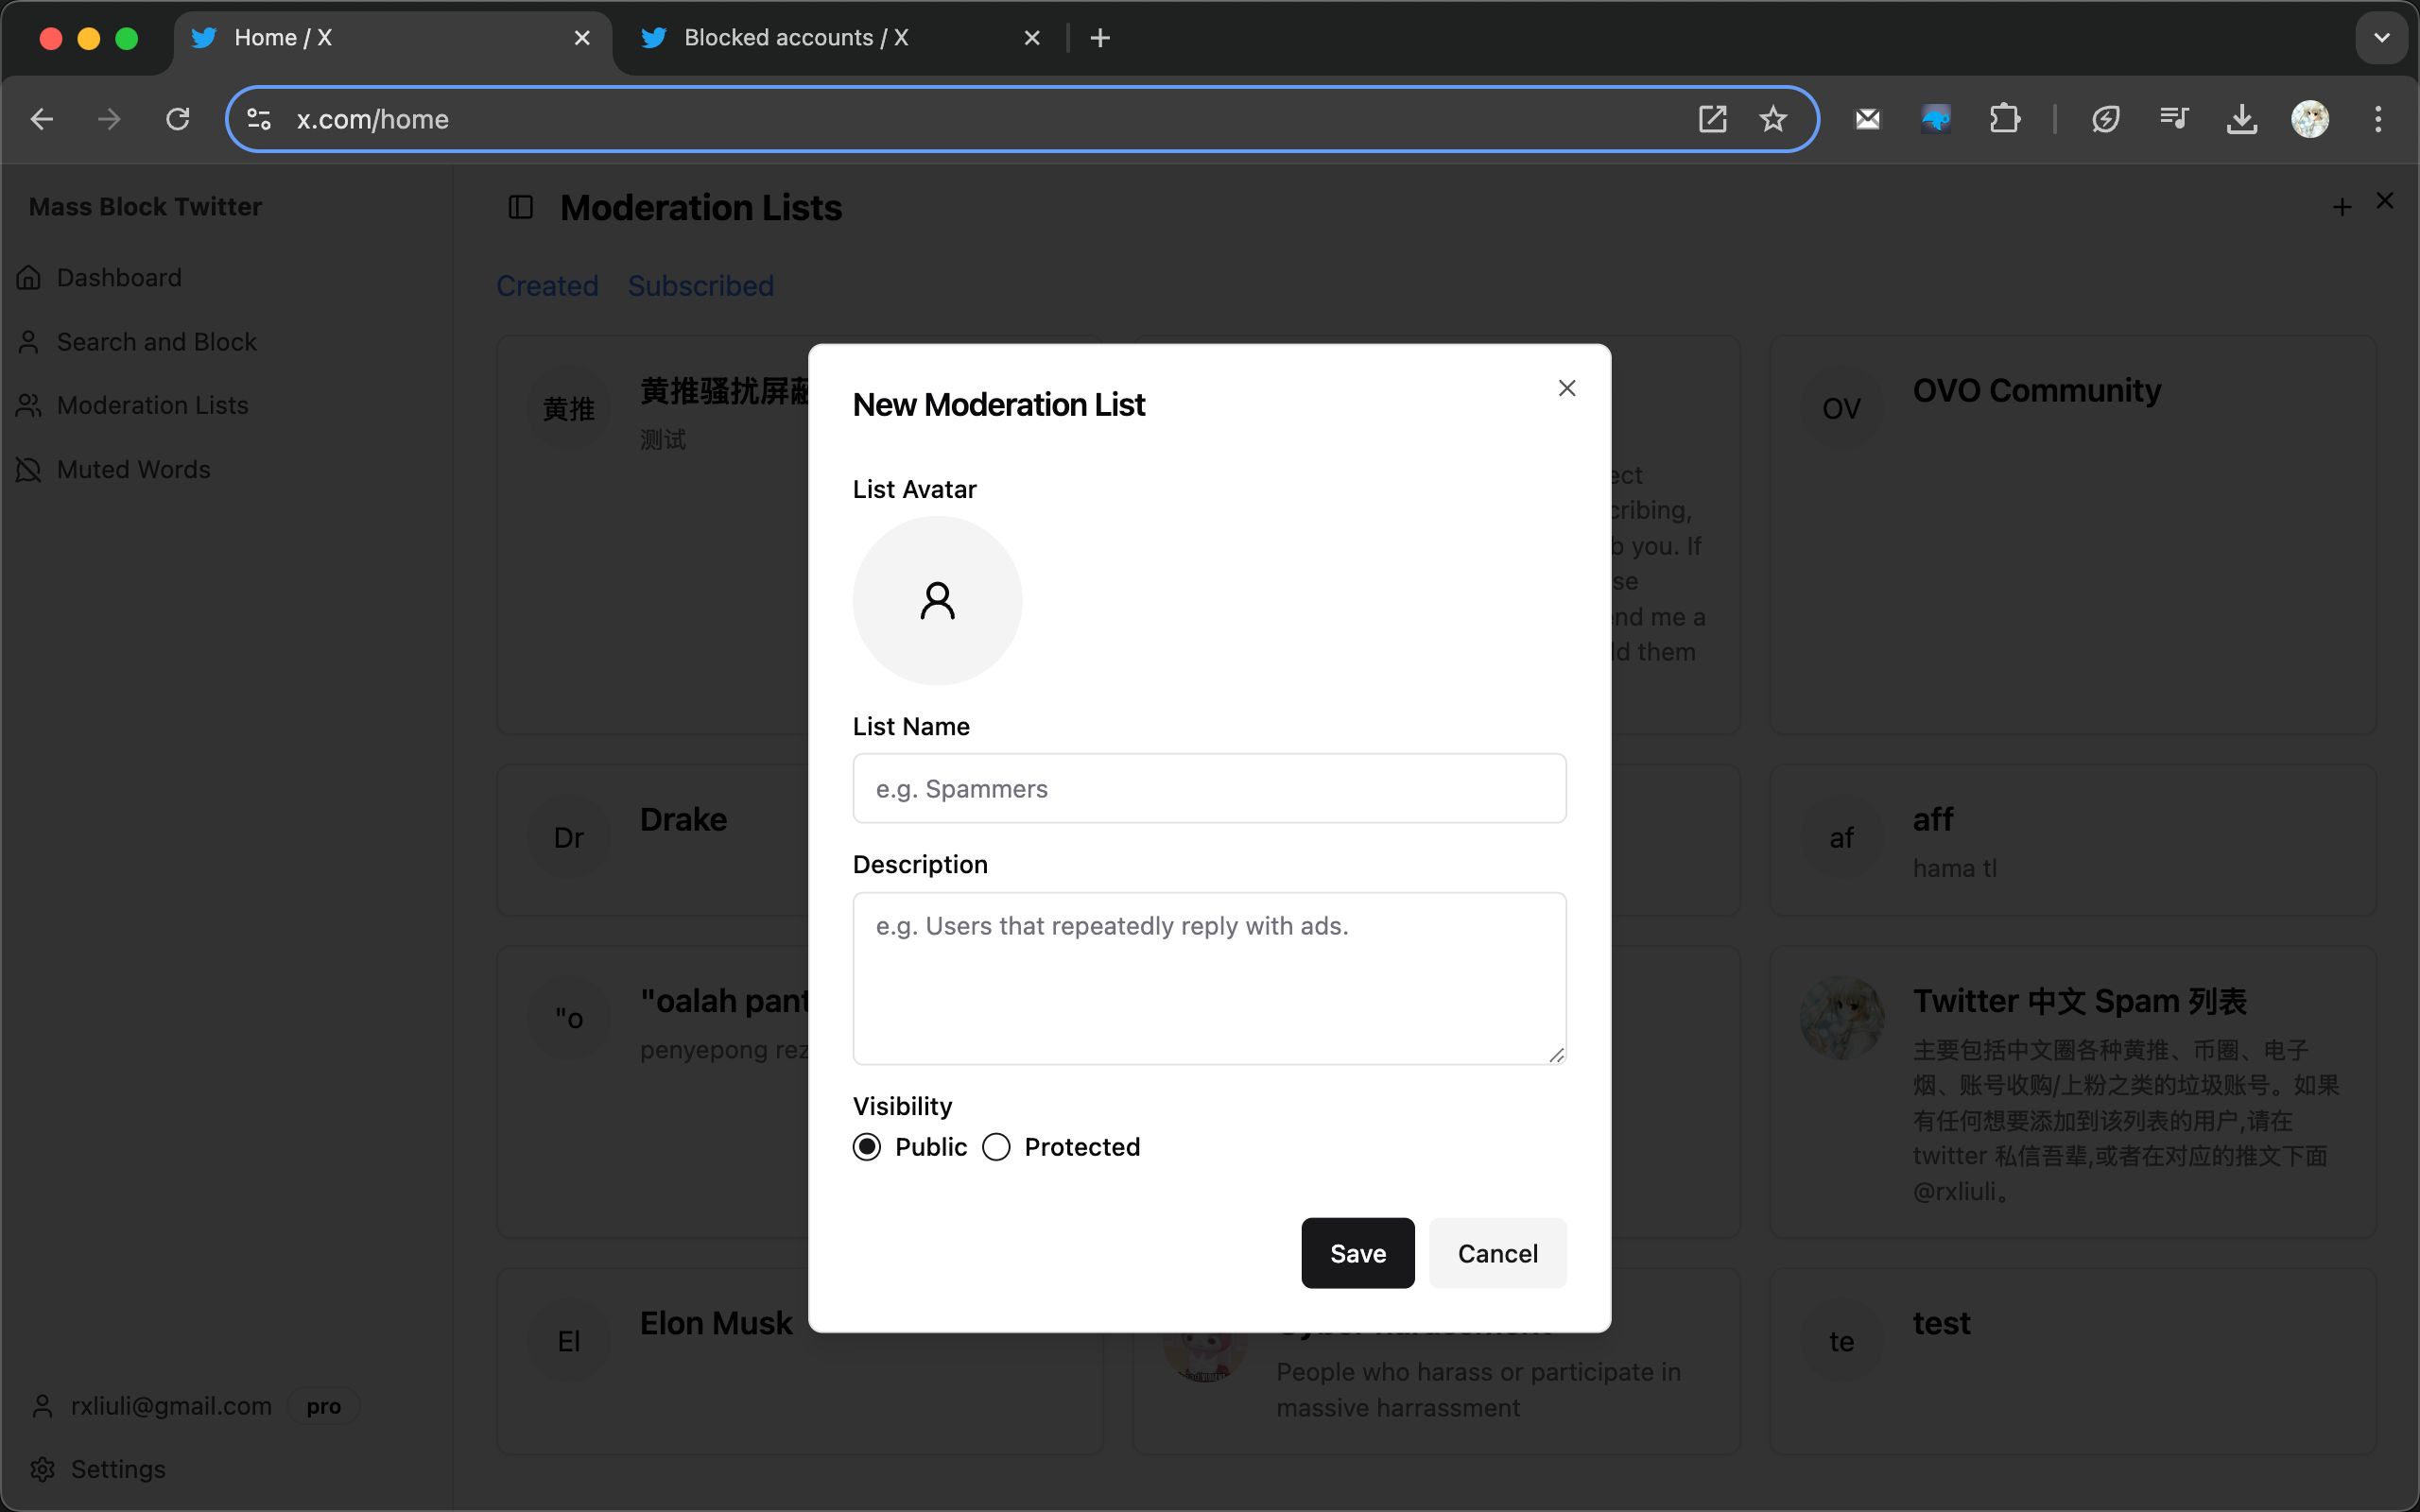 Home / X
Blocked accounts / X
x.com/home
Mass Block Twitter
Dashboard
Search and Block
Moderation Lists
Muted Words
rxliuli@gmail.com pro
Settings
Moderation Lists
Created Subscribed
黄推
黄推骚扰屏蔽
测试
ect
cribing,
b you. If
se
nd me a
ld them
OV
OVO Community
Dr
Drake
af
aff
hama tl
"o
"oalah pant
penyepong rez
Twitter 中文 Spam 列表
主要包括中文圈各种黄推、币圈、电子
烟、账号收购/上粉之类的垃圾账号。如果
有任何想要添加到该列表的用户,请在
twitter 私信吾辈,或者在对应的推文下面
@rxliuli。
El
Elon Musk
People who harass or participate in
massive harrassment
te
test
New Moderation List
List Avatar
List Name
e.g. Spammers
Description
e.g. Users that repeatedly reply with ads.
Visibility
Public Protected
Save Cancel